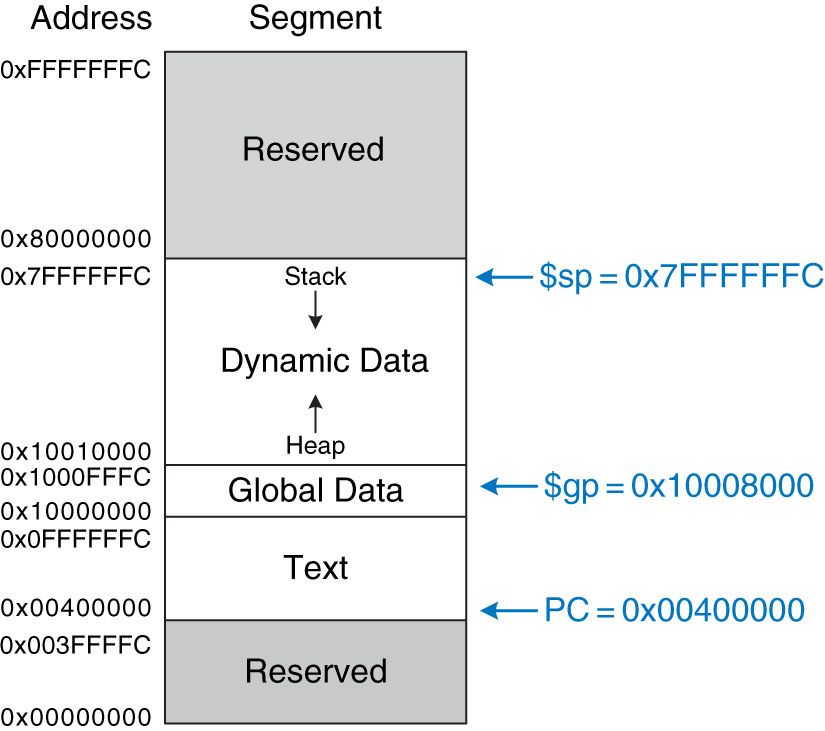 Address Segment
0xFFFFFFFC
Reserved
0x80000000
0x7FFFFFFC Stack $sp = 0x7FFFFFFC
Dynamic Data
0x10010000 Heap
0x1000FFFC
Global Data $gp = 0x10008000
0x10000000
0x0FFFFFFC
Text
0x00400000 PC = 0x00400000
0x003FFFFC
Reserved
0x00000000